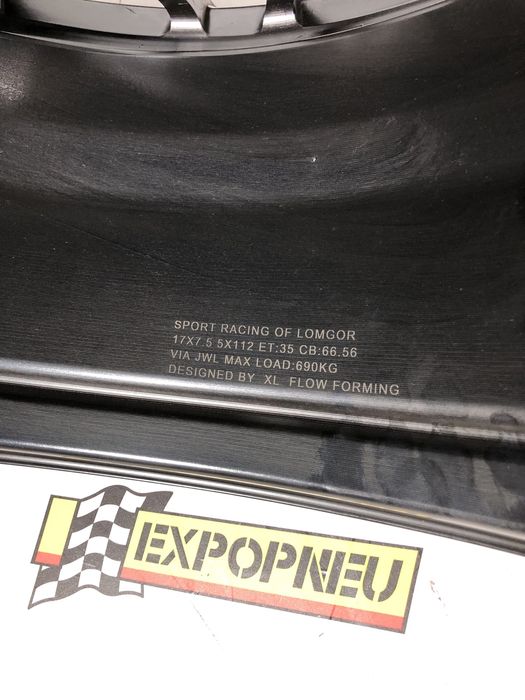 SPORT RACING OF LOMGOR
17X7.5 5X112 ET:35 CB:66.56
VIA JWL MAX LOAD:690KG
DESIGNED BY XL FLOW FORMING
EXPOPNEU